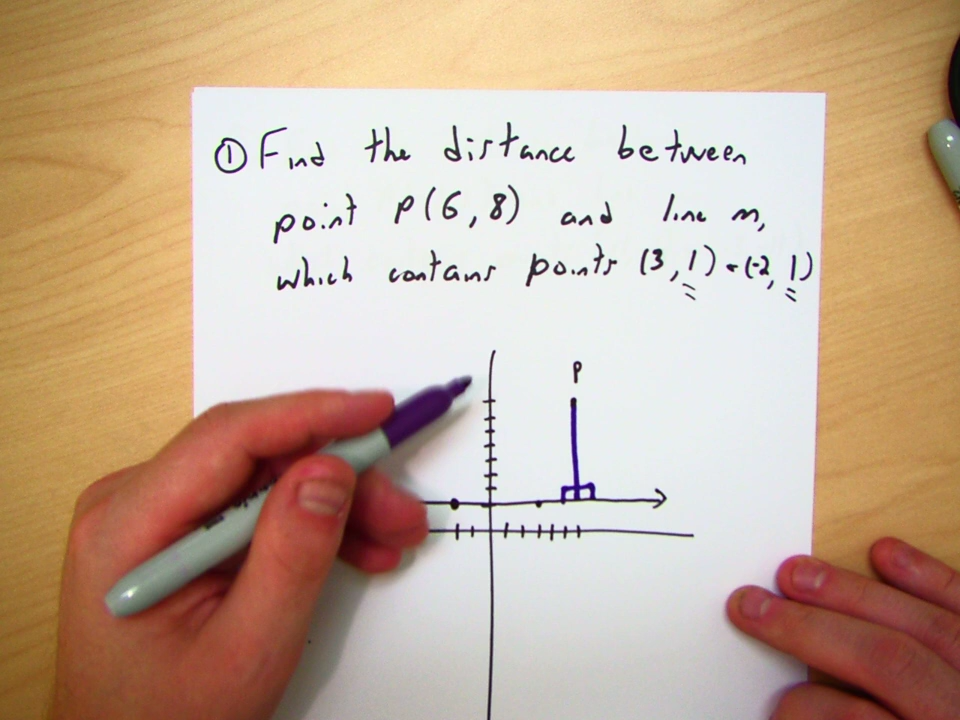 ① Find the distance between
point P(6,8) and line m,
which contains points (3,1) + (-2,1)
P